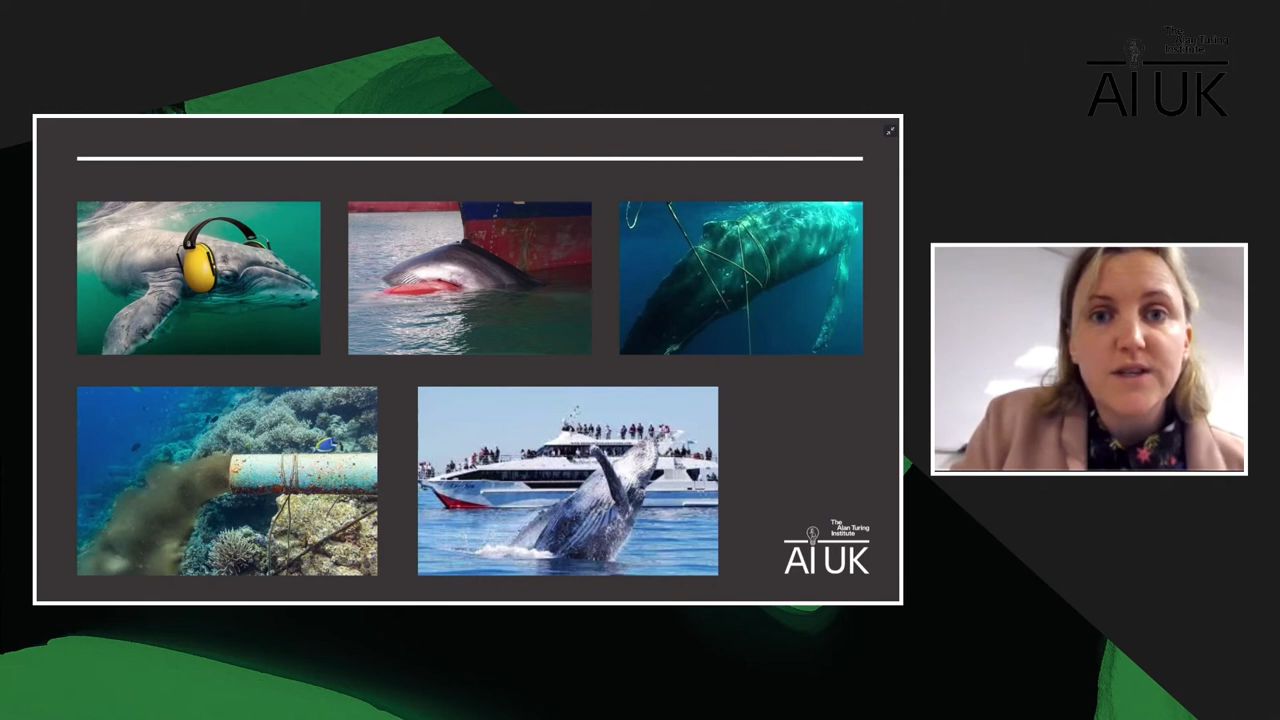 The
Alan Turing
Institute
AI UK
The
Alan Turing
Institute
AI UK